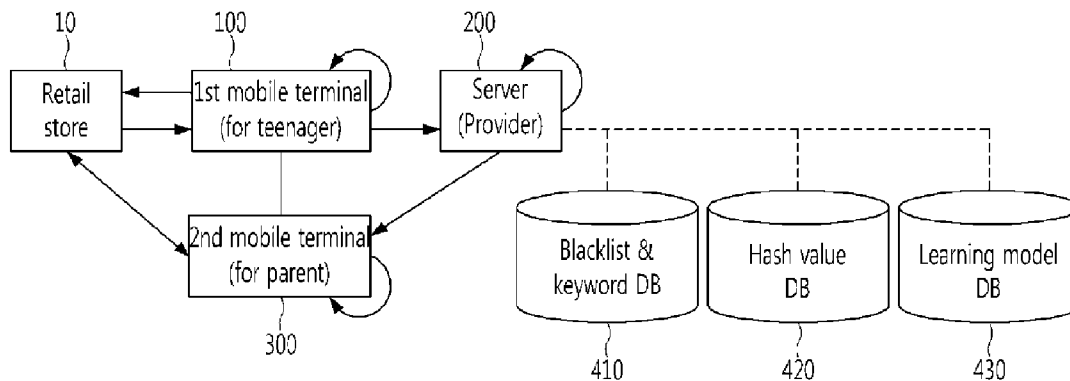 10
100
200
Retail
store
1st mobile terminal
(for teenager)
Server
(Provider)
2nd mobile terminal
(for parent)
300
Blacklist &
keyword DB
Hash value
DB
Learning model
DB
410
420
430